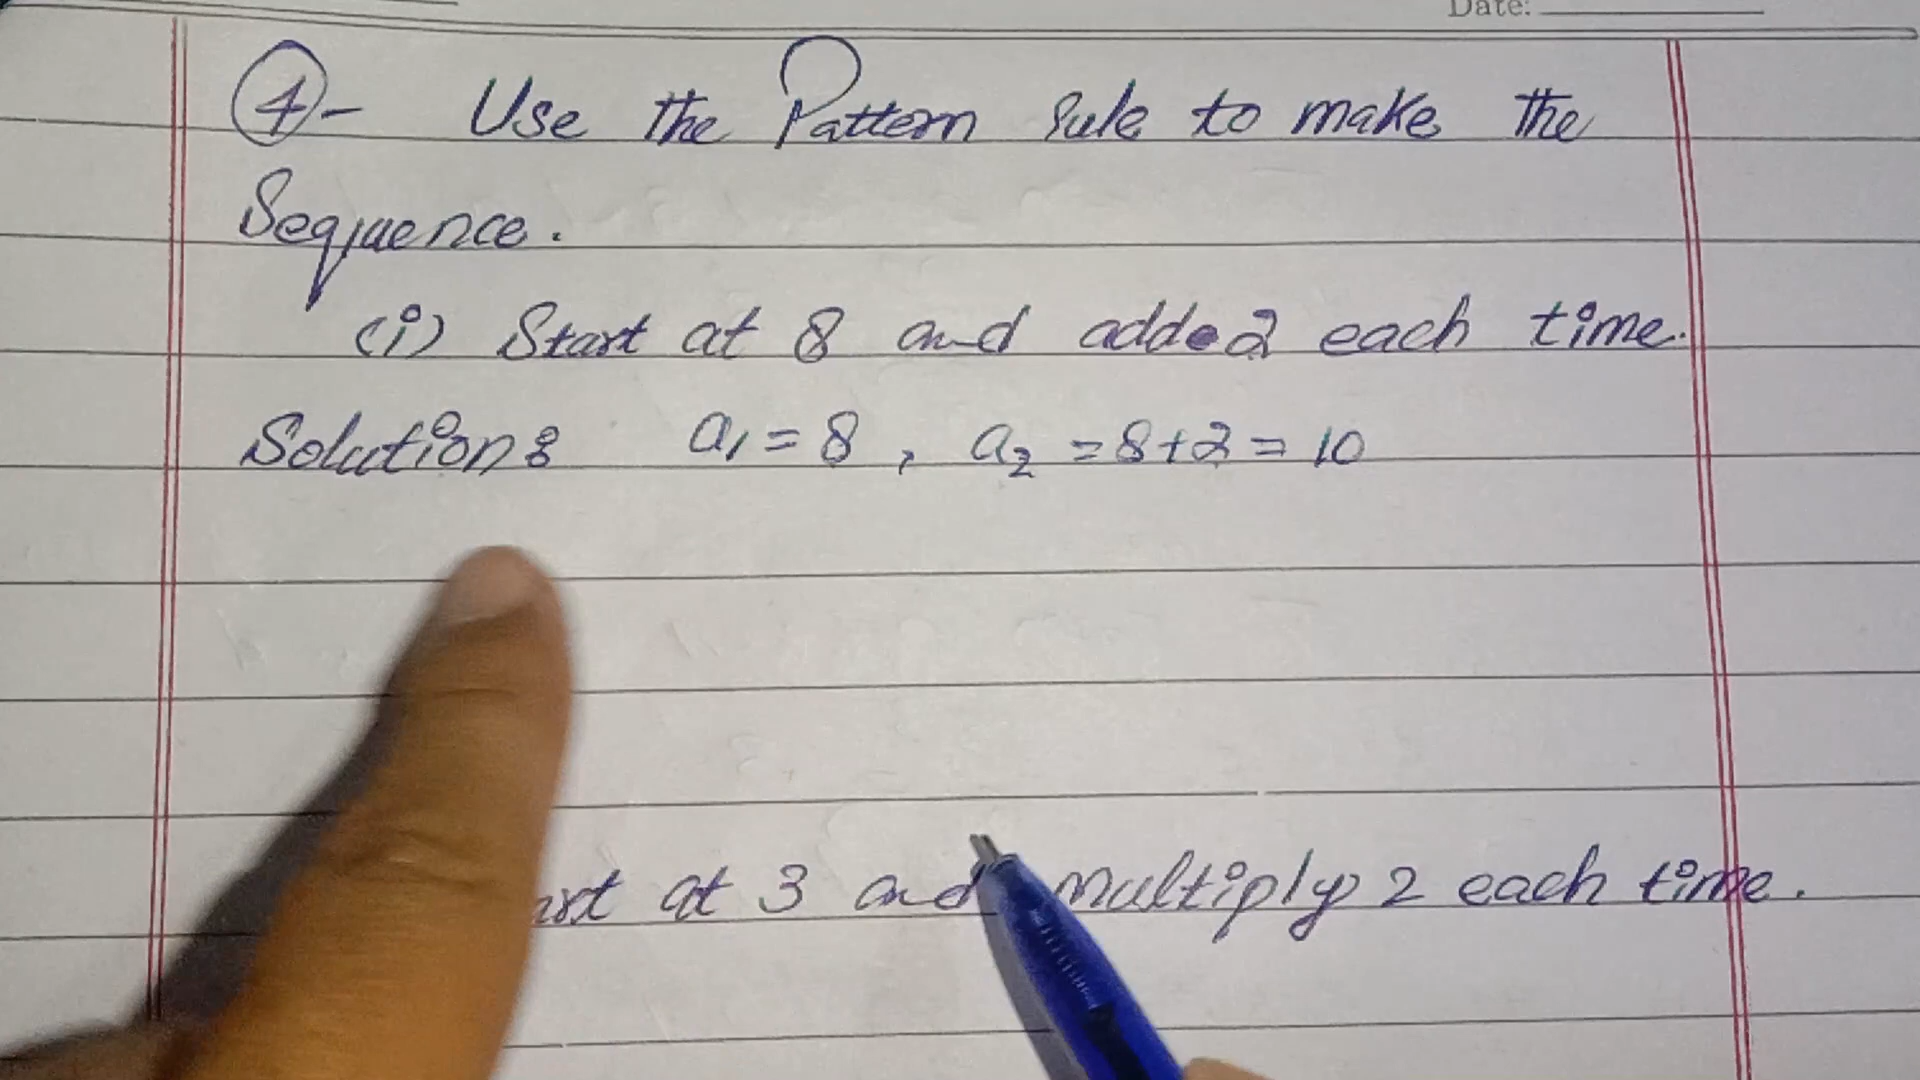 Date:
4- Use the Pattern Rule to make the
Sequence.
(i) Start at 8 and add 2 each time.
Solution: a₁ = 8 , a₂ = 8+2 = 10
at 3 and multiply 2 each time.